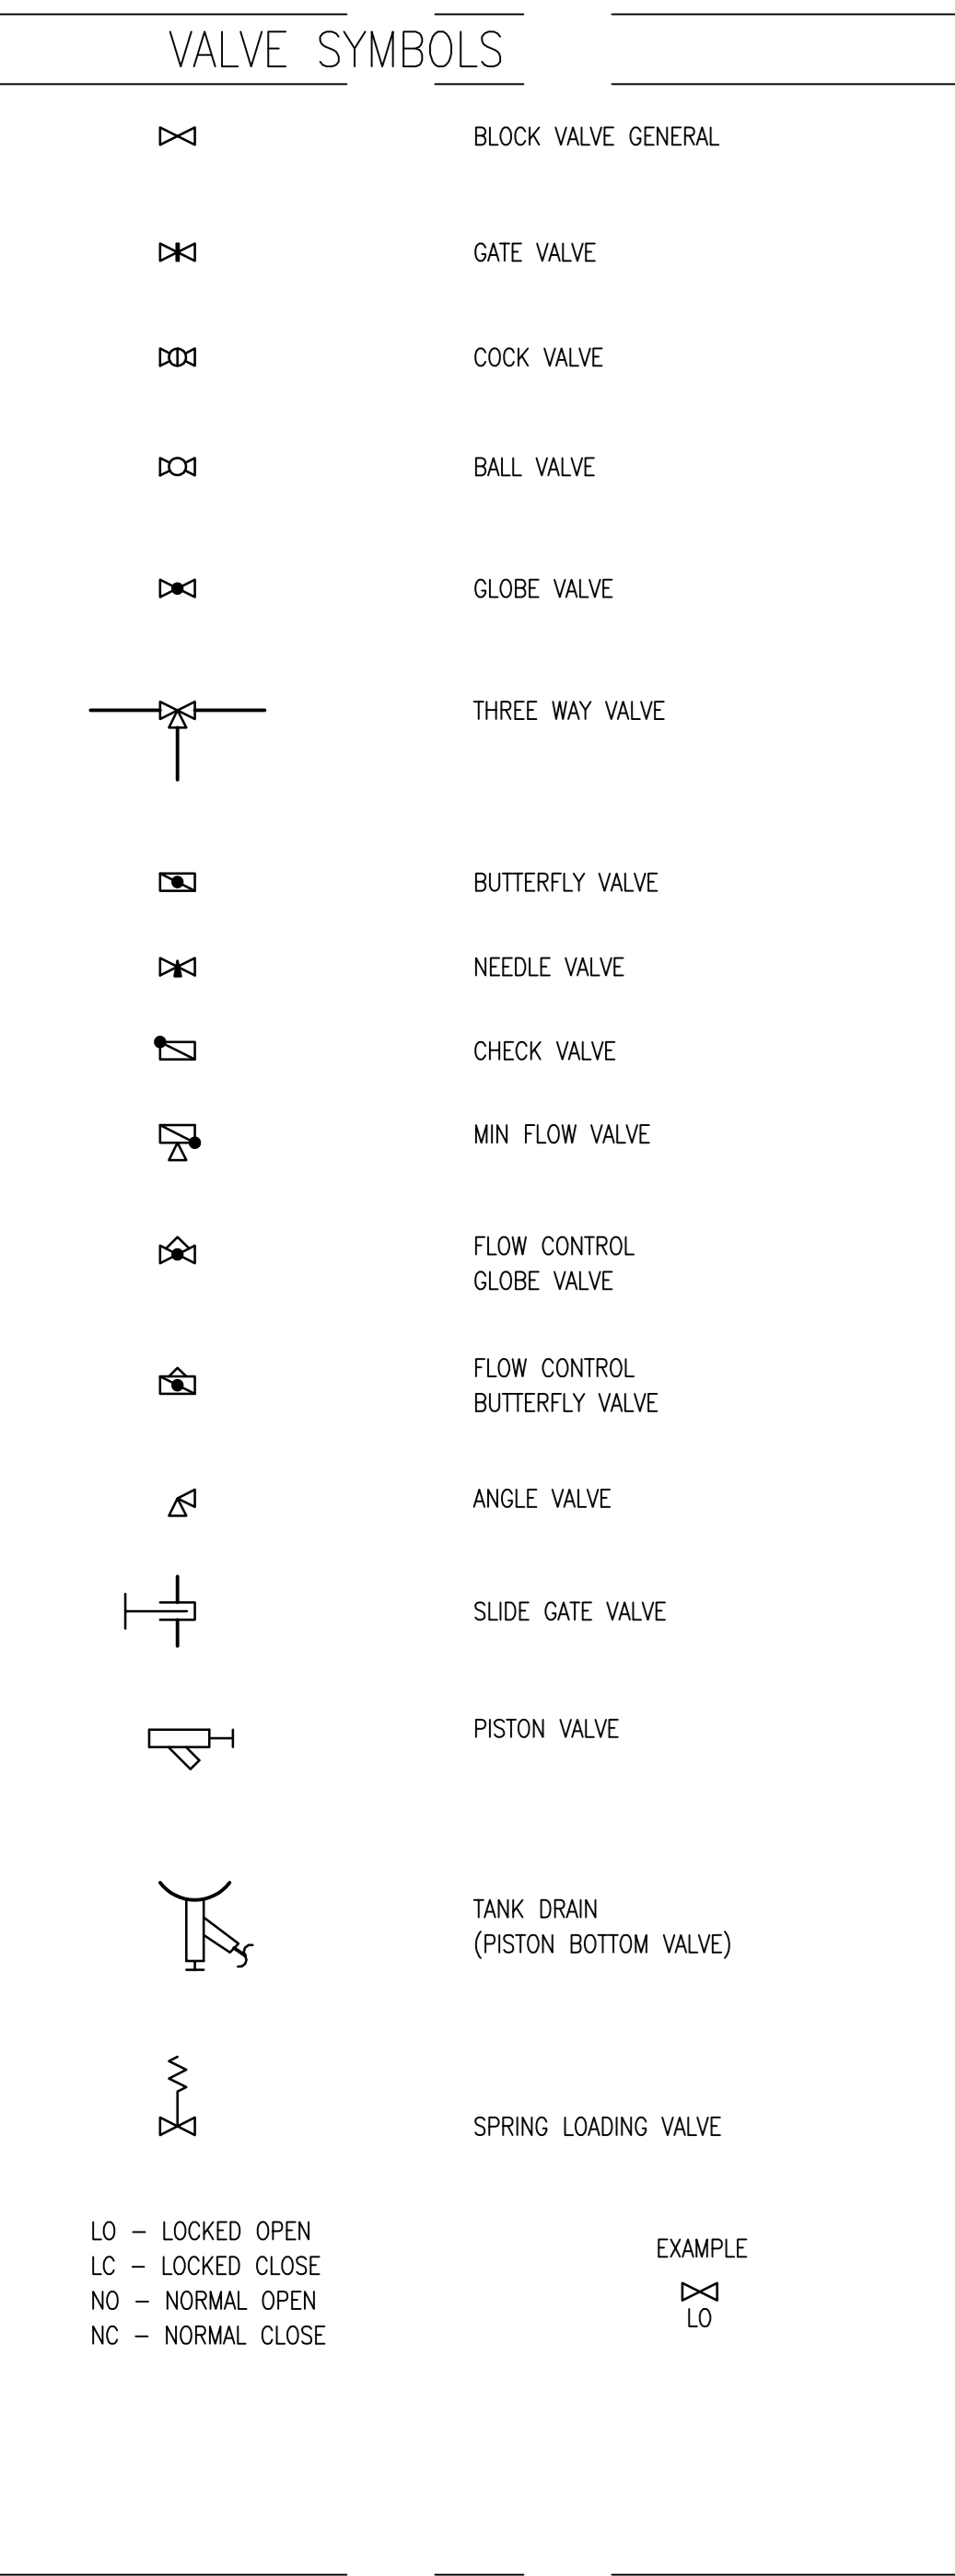 VALVE SYMBOLS
BLOCK VALVE GENERAL
GATE VALVE
COCK VALVE
BALL VALVE
GLOBE VALVE
THREE WAY VALVE
BUTTERFLY VALVE
NEEDLE VALVE
CHECK VALVE
MIN FLOW VALVE
FLOW CONTROL
GLOBE VALVE
FLOW CONTROL
BUTTERFLY VALVE
ANGLE VALVE
SLIDE GATE VALVE
PISTON VALVE
TANK DRAIN
(PISTON BOTTOM VALVE)
SPRING LOADING VALVE
LO – LOCKED OPEN
LC – LOCKED CLOSE
NO – NORMAL OPEN
NC – NORMAL CLOSE
EXAMPLE
LO